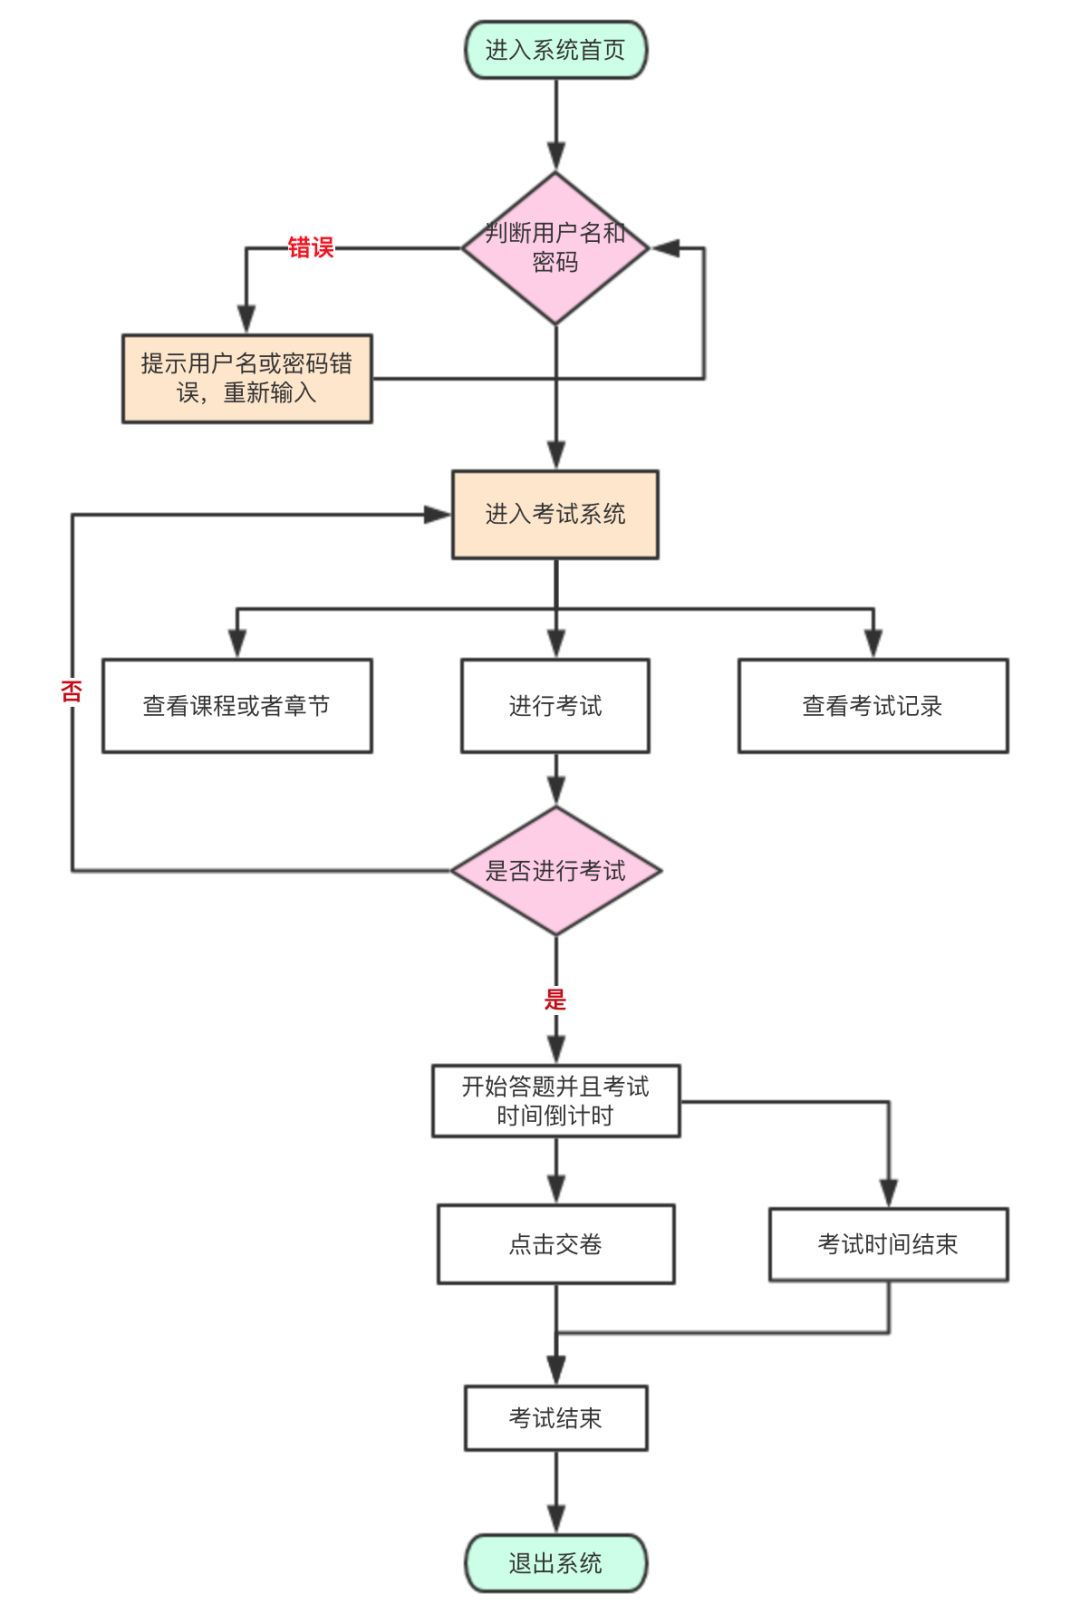 进入系统首页
判断用户名和
密码
错误
提示用户名或密码错
误，重新输入
进入考试系统
否
查看课程或者章节
进行考试
查看考试记录
是否进行考试
是
开始答题并且考试
时间倒计时
点击交卷
考试时间结束
考试结束
退出系统